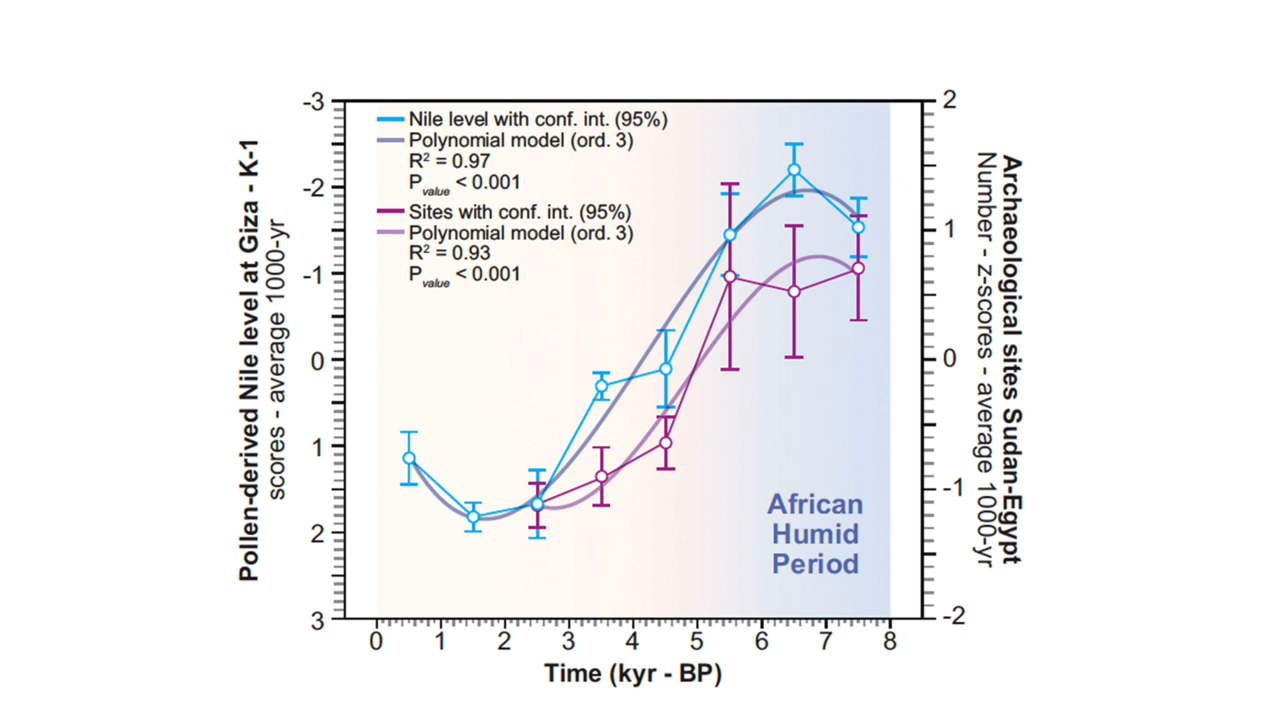 Pollen-derived Nile level at Giza - K-1
scores - average 1000-yr
-3
-2
-1
0
1
2
3
Nile level with conf. int. (95%)
Polynomial model (ord. 3)
R² = 0.97
Pvalue < 0.001
Sites with conf. int. (95%)
Polynomial model (ord. 3)
R² = 0.93
Pvalue < 0.001
African
Humid
Period
2
1
0
-1
-2
Archaeological sites Sudan-Egypt
Number - z-scores - average 1000-yr
0 1 2 3 4 5 6 7 8
Time (kyr - BP)